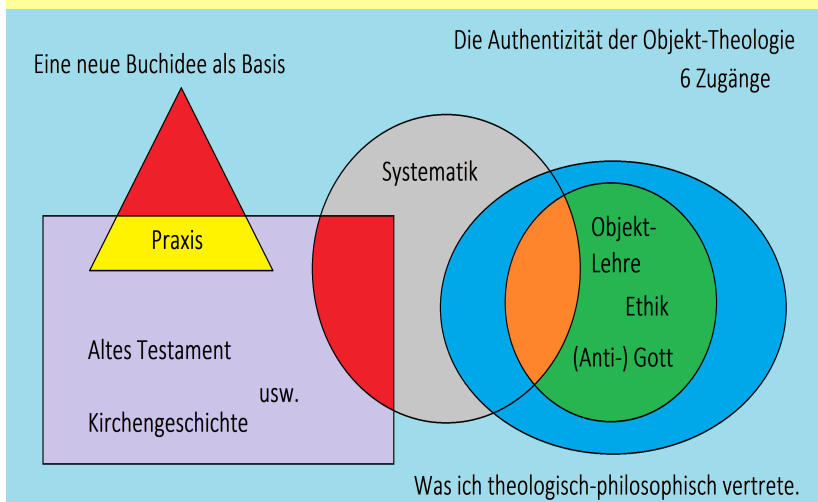 Die Authentizität der Objekt-Theologie
6 Zugänge
Eine neue Buchidee als Basis
Systematik
Praxis
Objekt-
Lehre
Ethik
(Anti-) Gott
Altes Testament
usw.
Kirchengeschichte
Was ich theologisch-philosophisch vertrete.